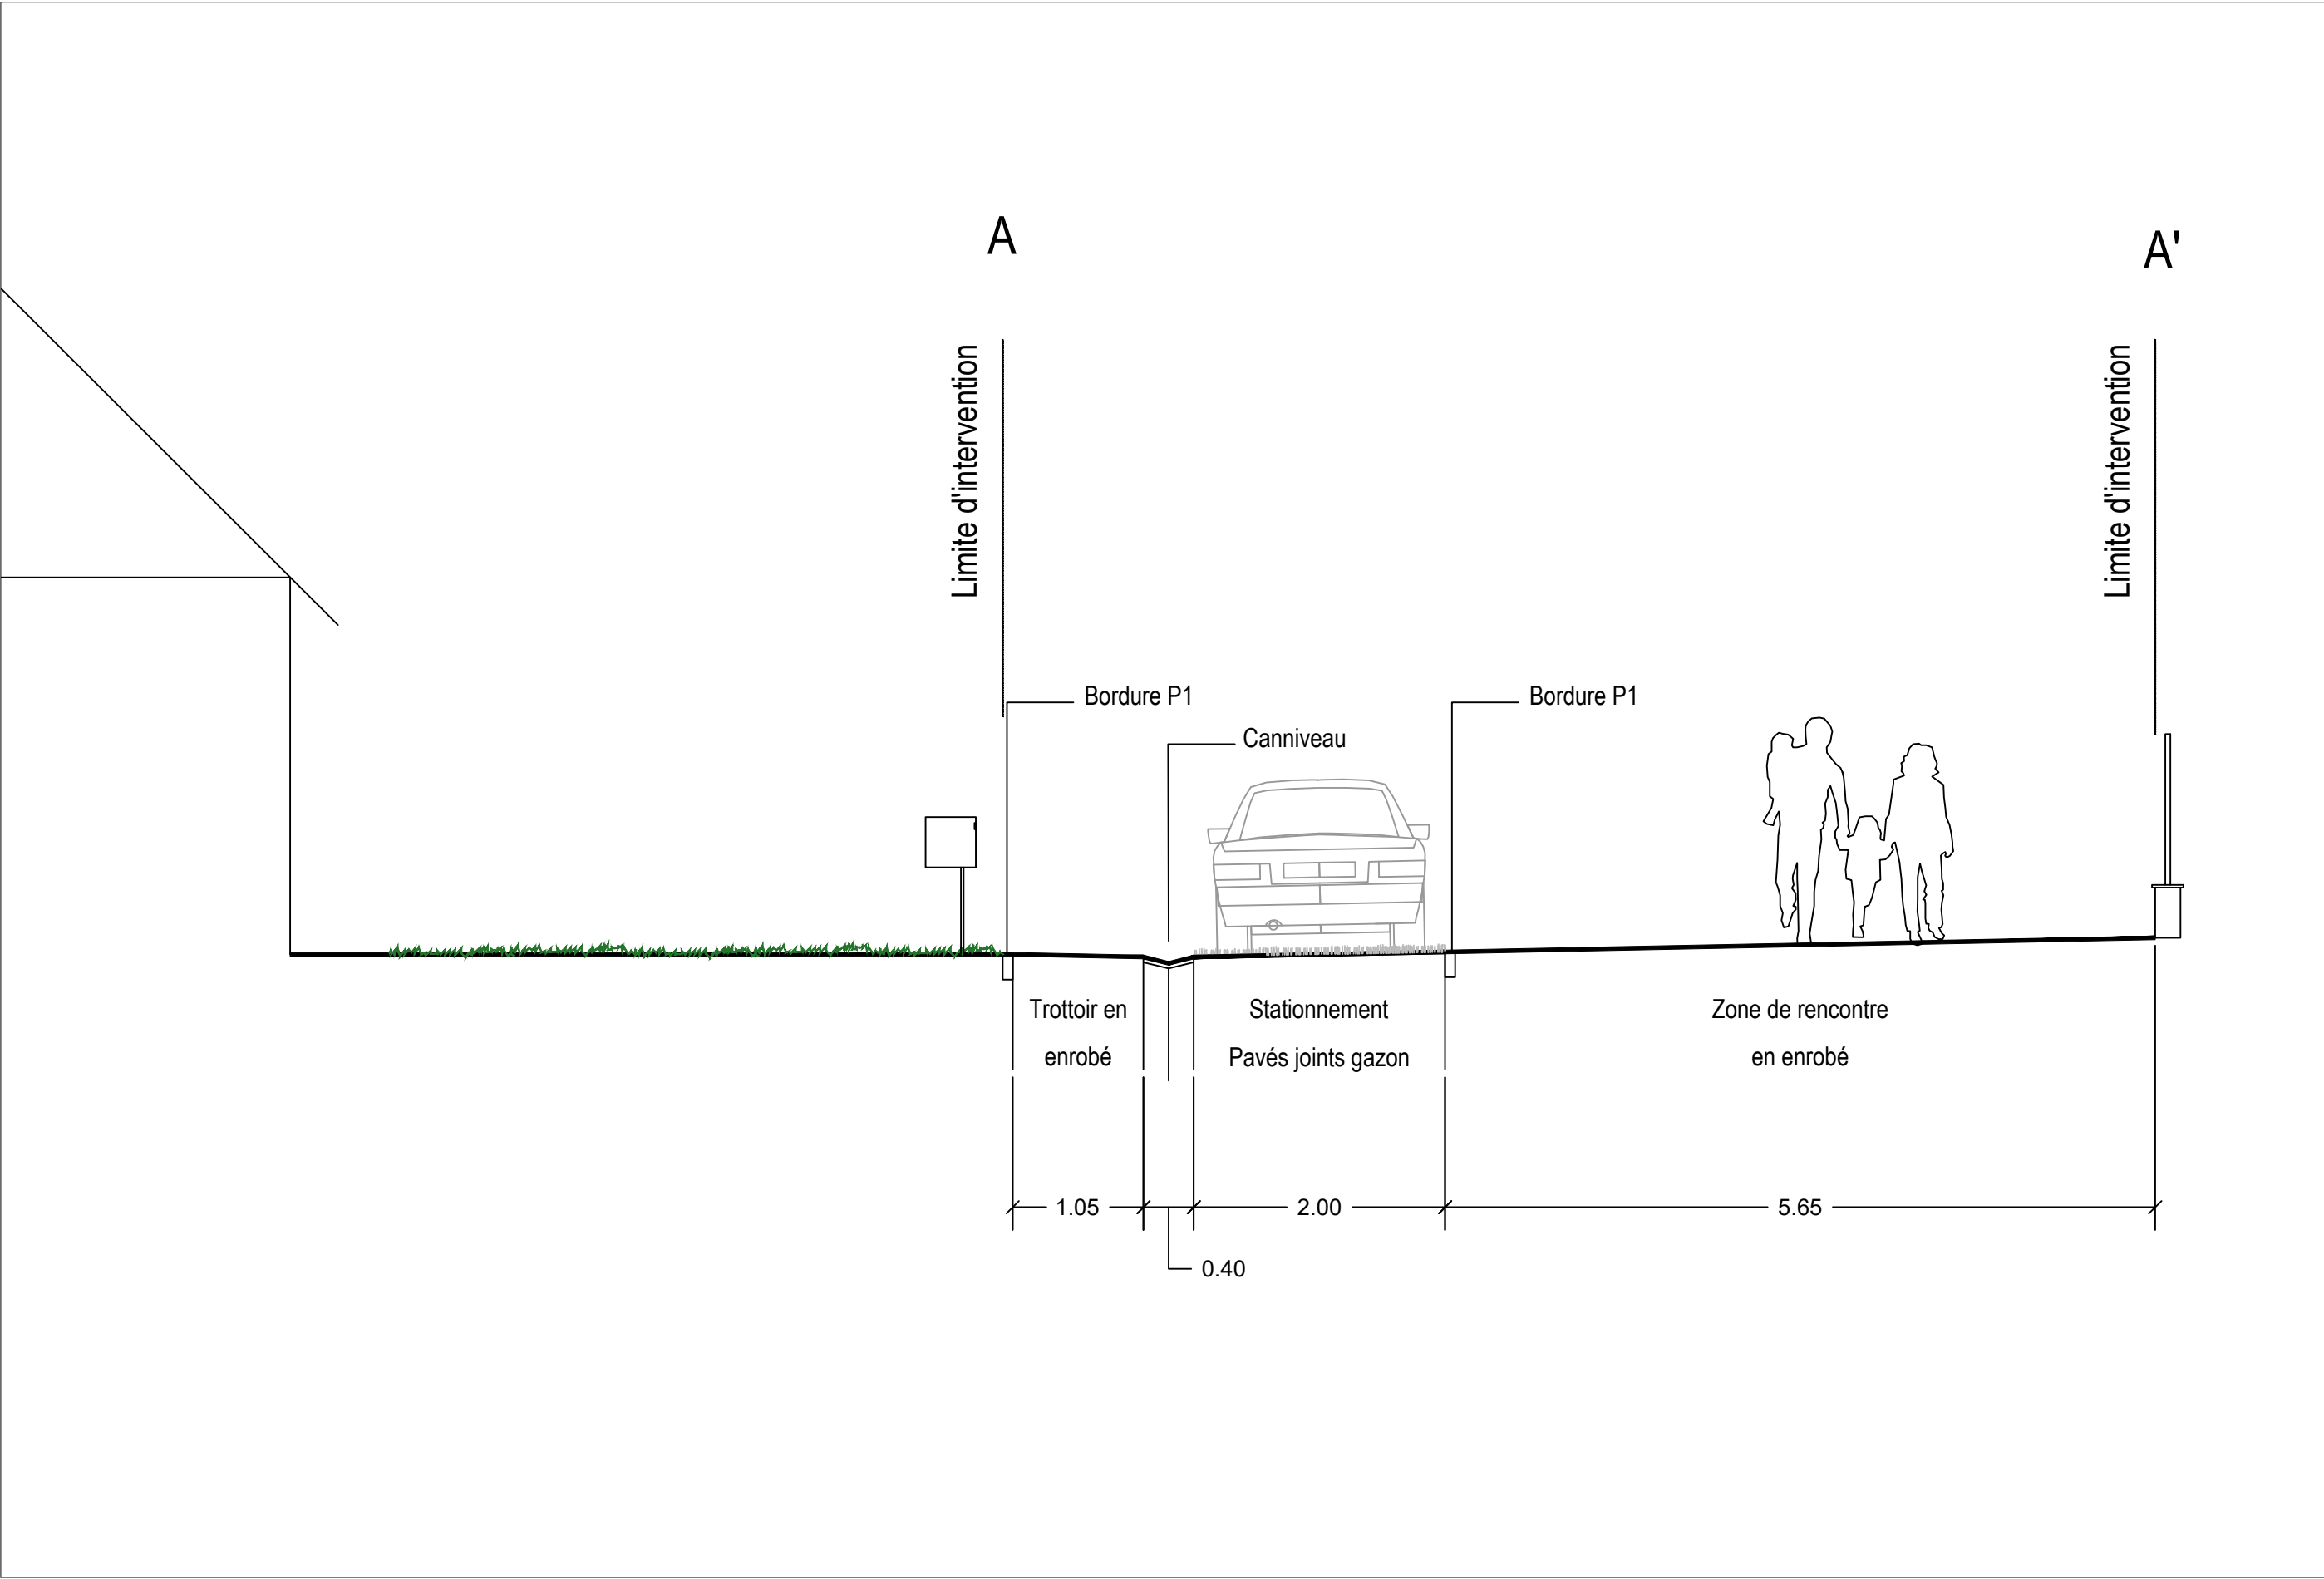 A
A'
Limite d'intervention
Limite d'intervention
Bordure P1
Bordure P1
Canniveau
Trottoir en
enrobé
Stationnement
Pavés joints gazon
Zone de rencontre
en enrobé
1.05
2.00
5.65
0.40